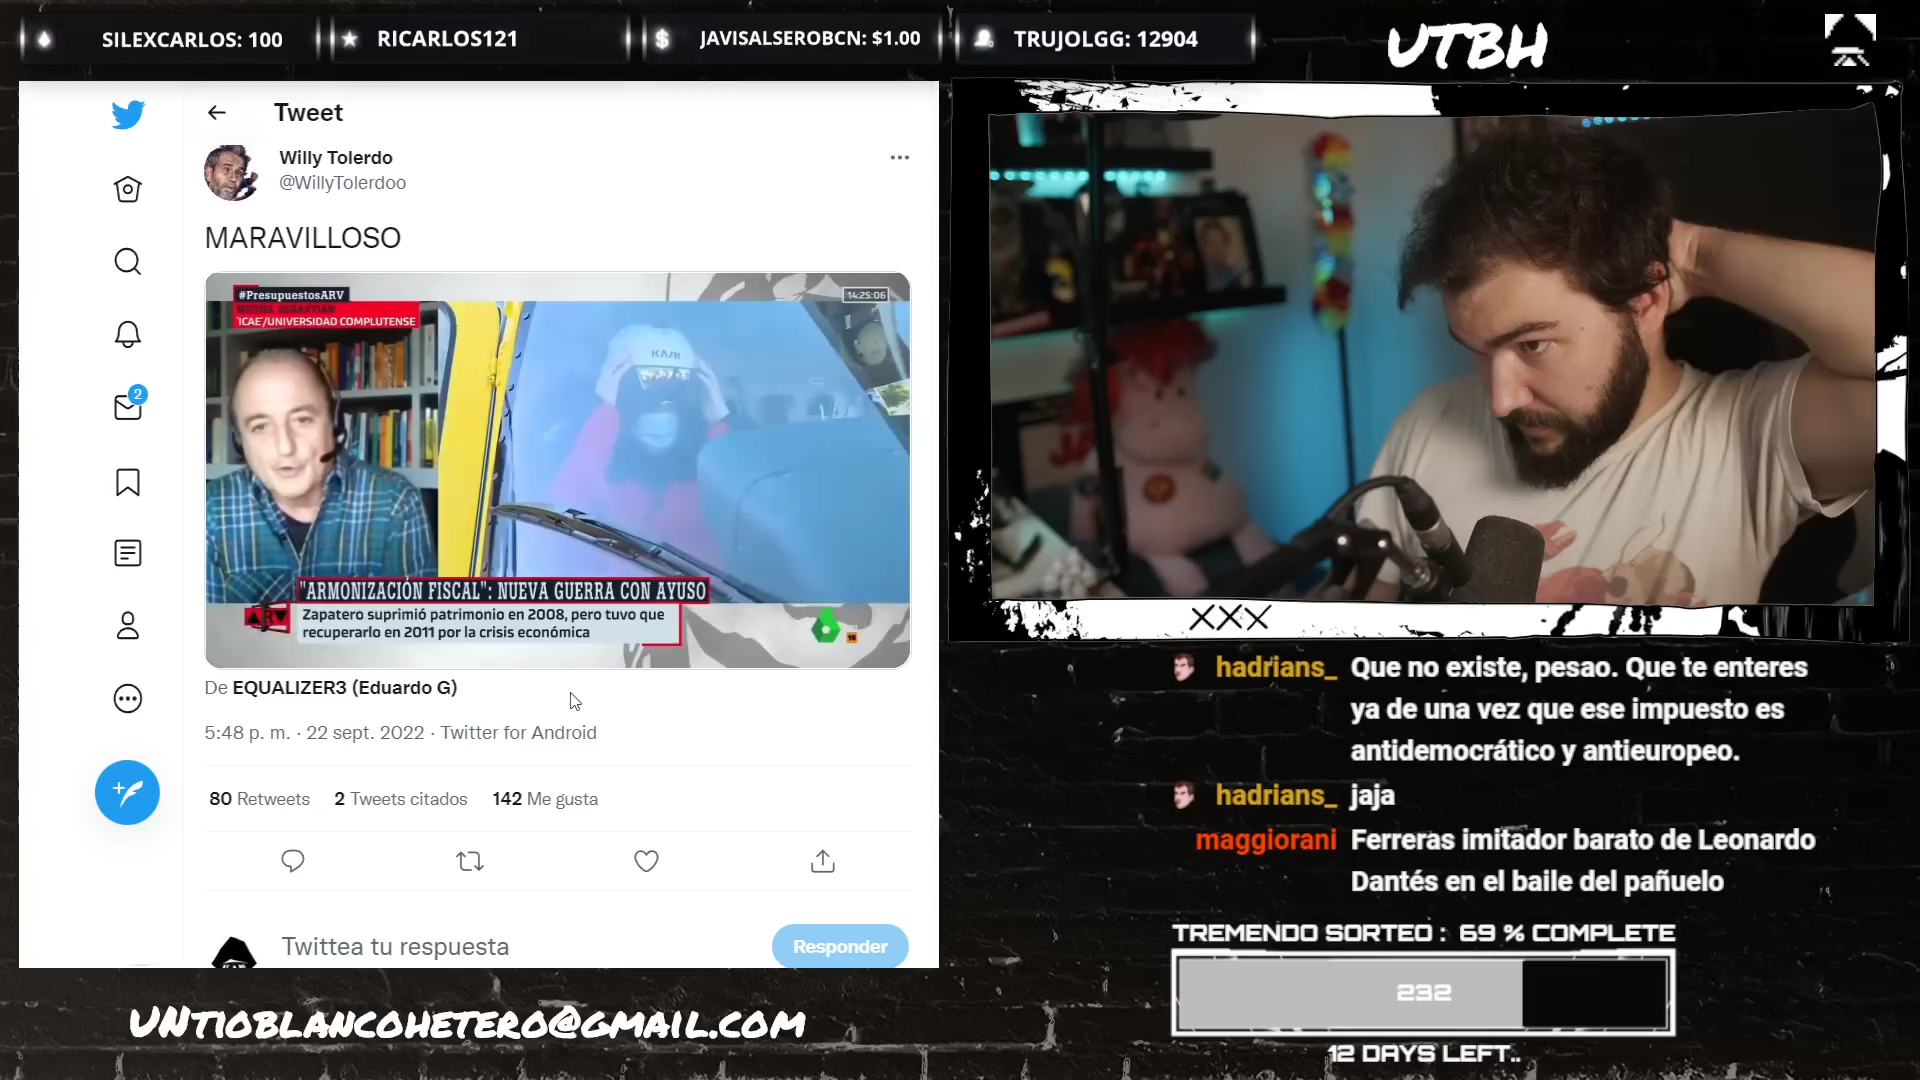 SILEXCARLOS: 100
RICARLOS121
$
JAVISALSEROBCN: $1.00
TRUJOLGG: 12904
UTBH
Tweet
Willy Tolerdo
@WillyTolerdoo
MARAVILLOSO
#PresupuestosARV
14:25:06
MIGUEL SEBASTIÁN
'ICAE'/UNIVERSIDAD COMPLUTENSE
KASK
"ARMONIZACIÓN FISCAL": NUEVA GUERRA CON AYUSO
ARV
Zapatero suprimió patrimonio en 2008, pero tuvo que
recuperarlo en 2011 por la crisis económica
16
2
De EQUALIZER3 (Eduardo G)
5:48 p. m. · 22 sept. 2022 · Twitter for Android
80 Retweets 2 Tweets citados 142 Me gusta
Twittea tu respuesta
Responder
UNtioblancohetero@gmail.com
XXX
hadrians_ Que no existe, pesao. Que te enteres
ya de una vez que ese impuesto es
antidemocrático y antieuropeo.
hadrians_ jaja
maggiorani Ferreras imitador barato de Leonardo
Dantés en el baile del pañuelo
TREMENDO SORTEO : 69 % COMPLETE
232
12 DAYS LEFT..